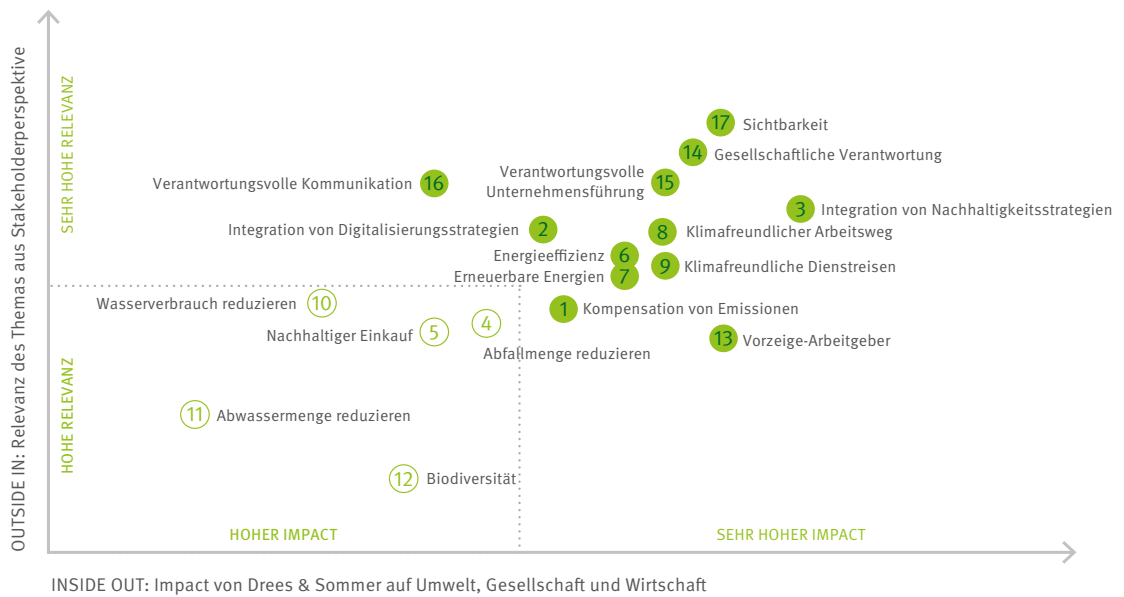 OUTSIDE IN: Relevanz des Themas aus Stakeholderperspektive
SEHR HOHE RELEVANZ
HOHE RELEVANZ
17 Sichtbarkeit
14 Gesellschaftliche Verantwortung
Verantwortungsvolle
Unternehmensführung 15
Verantwortungsvolle Kommunikation 16
3 Integration von Nachhaltigkeitsstrategien
Integration von Digitalisierungsstrategien 2
8 Klimafreundlicher Arbeitsweg
Energieeffizienz 6
9 Klimafreundliche Dienstreisen
Erneuerbare Energien 7
Wasserverbrauch reduzieren 10
1 Kompensation von Emissionen
4
Abfallmenge reduzieren
Nachhaltiger Einkauf 5
13 Vorzeige-Arbeitgeber
11 Abwassermenge reduzieren
12 Biodiversität
HOHER IMPACT
SEHR HOHER IMPACT
INSIDE OUT: Impact von Drees & Sommer auf Umwelt, Gesellschaft und Wirtschaft